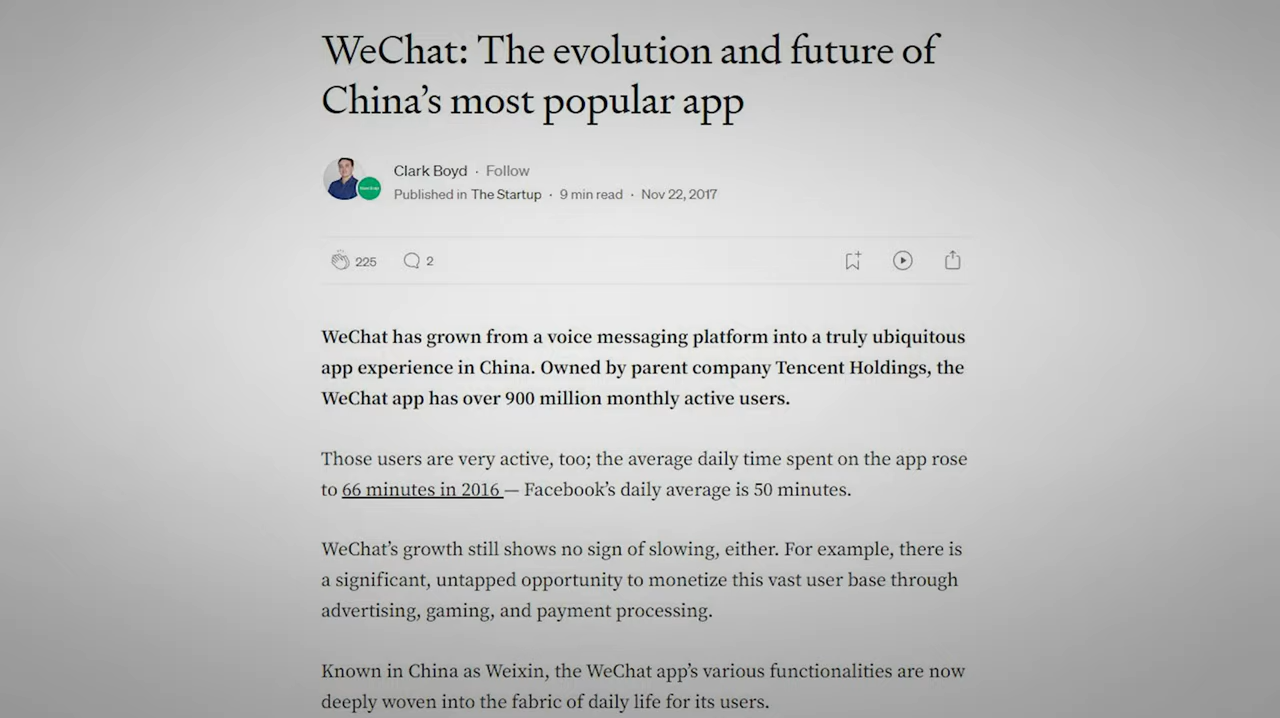 WeChat: The evolution and future of
China’s most popular app
Clark Boyd · Follow
Published in The Startup · 9 min read · Nov 22, 2017
225 2
WeChat has grown from a voice messaging platform into a truly ubiquitous
app experience in China. Owned by parent company Tencent Holdings, the
WeChat app has over 900 million monthly active users.
Those users are very active, too; the average daily time spent on the app rose
to 66 minutes in 2016 — Facebook’s daily average is 50 minutes.
WeChat’s growth still shows no sign of slowing, either. For example, there is
a significant, untapped opportunity to monetize this vast user base through
advertising, gaming, and payment processing.
Known in China as Weixin, the WeChat app’s various functionalities are now
deeply woven into the fabric of daily life for its users.